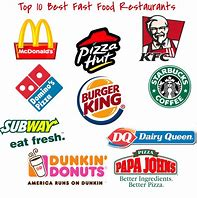 Top 10 Best Fast Food Restaurants
McDonald's
Pizza
Hut
KFC
Domino's
Pizza
BURGER
KING
STARBUCKS
COFFEE
SUBWAY
eat fresh.
DQ Dairy Queen
DUNKIN'
DONUTS
AMERICA RUNS ON DUNKIN
PAPA JOHNS
Better Ingredients.
Better Pizza.